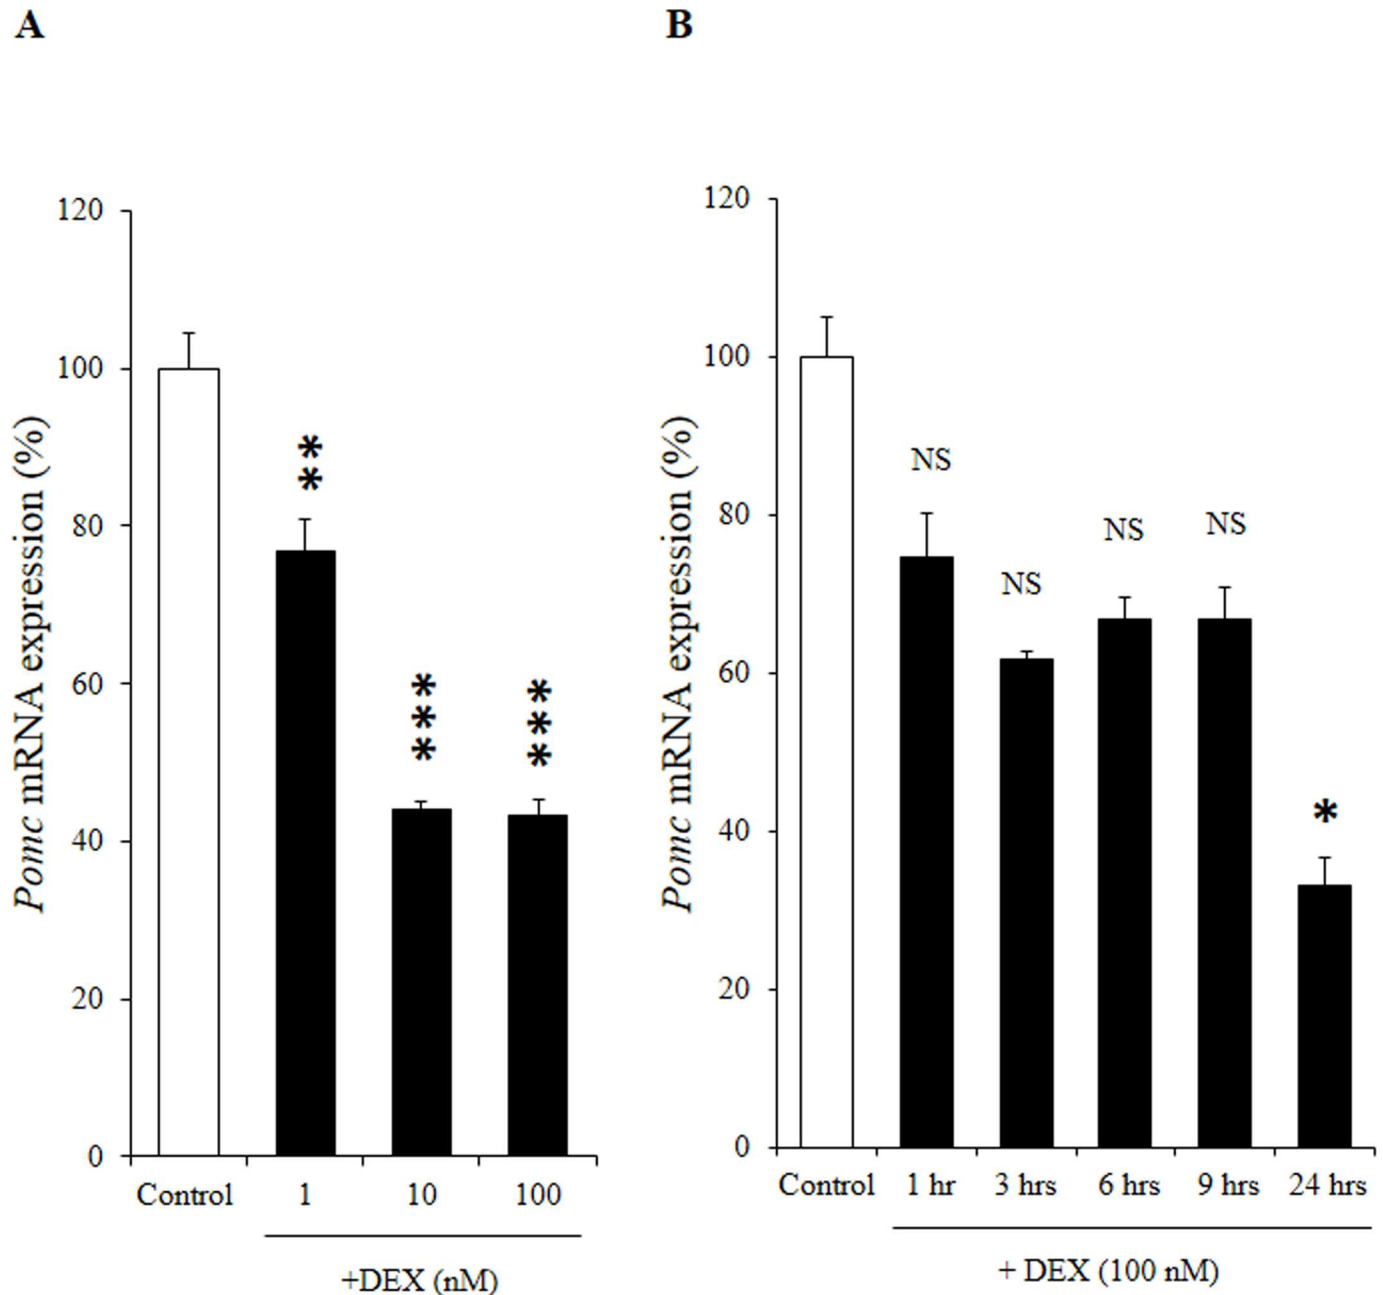 A
120
100
80
60
40
20
0
Pomc mRNA expression (%)
**
***
***
Control 1 10 100
+DEX (nM)
B
120
100
80
60
40
20
0
Pomc mRNA expression (%)
NS
NS
NS
NS
*
Control 1 hr 3 hrs 6 hrs 9 hrs 24 hrs
+ DEX (100 nM)